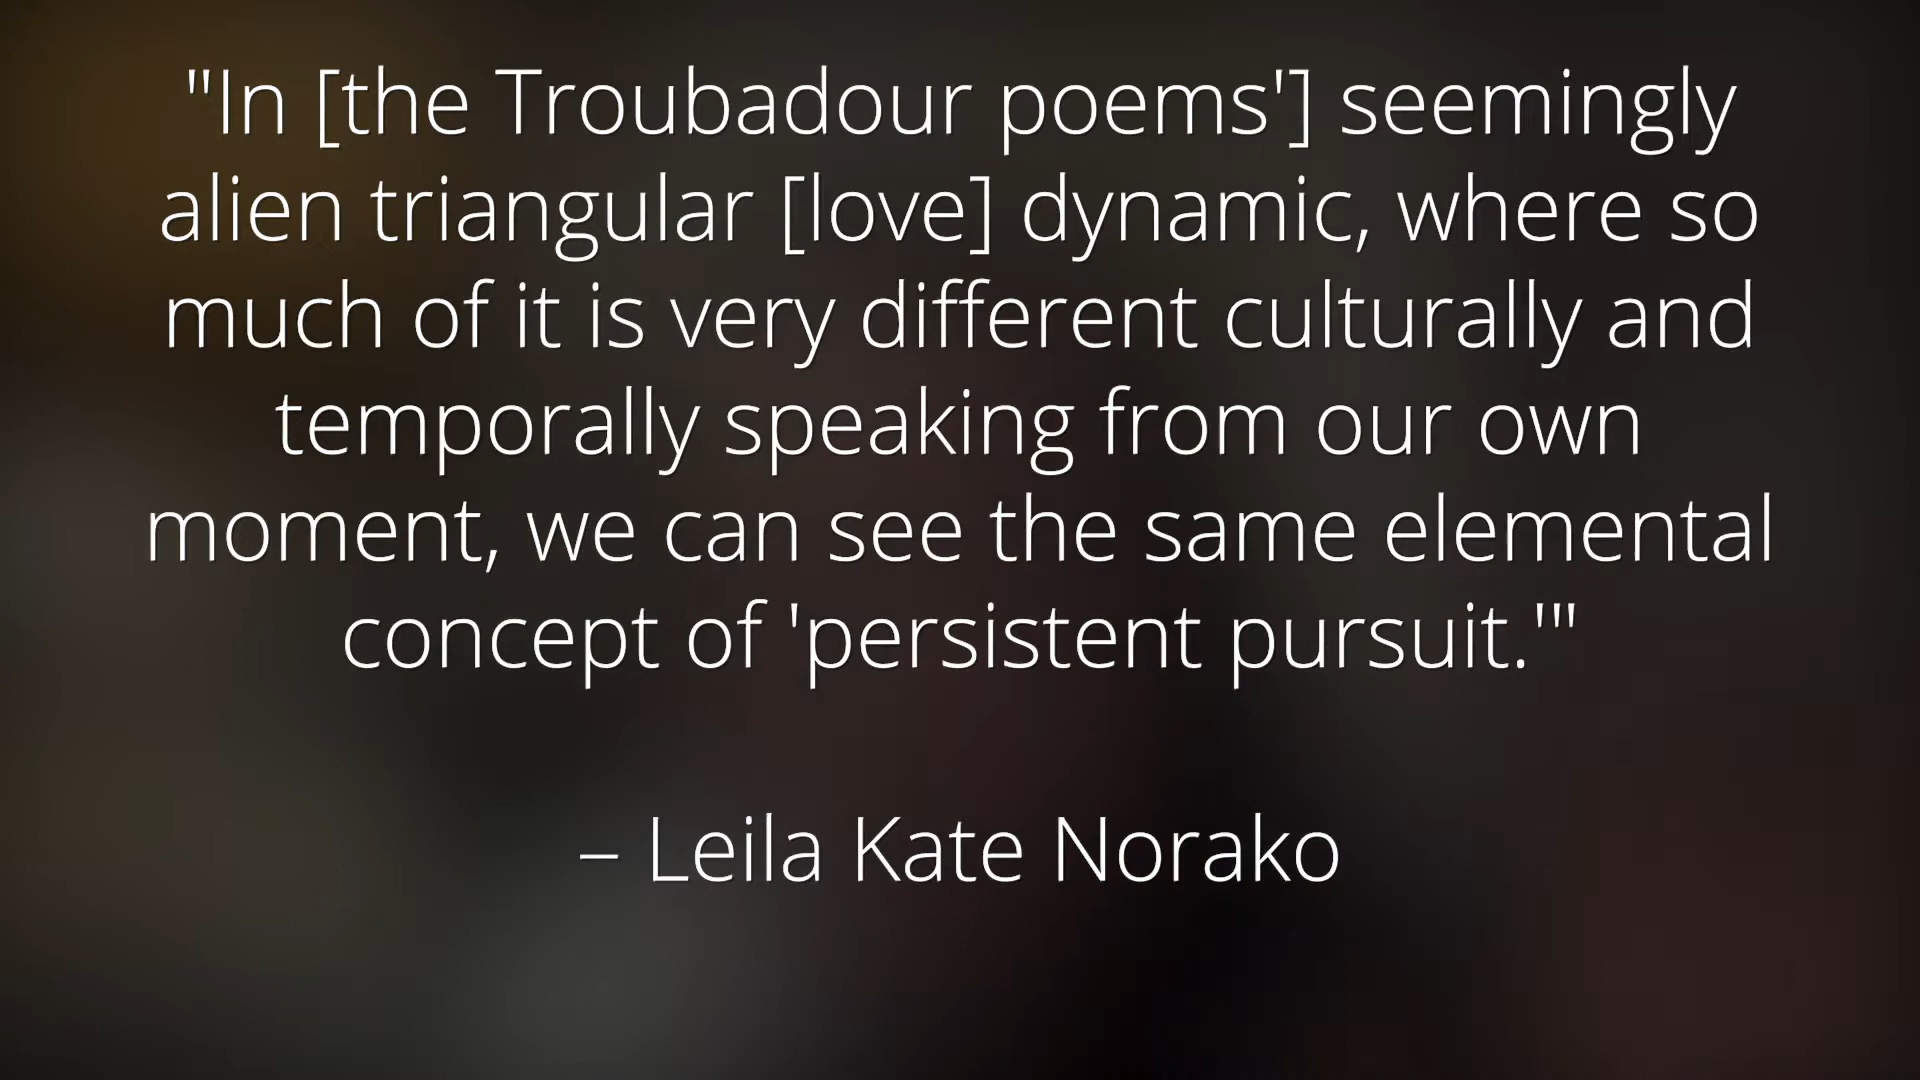 "In [the Troubadour poems'] seemingly
alien triangular [love] dynamic, where so
much of it is very different culturally and
temporally speaking from our own
moment, we can see the same elemental
concept of 'persistent pursuit.'"
– Leila Kate Norako